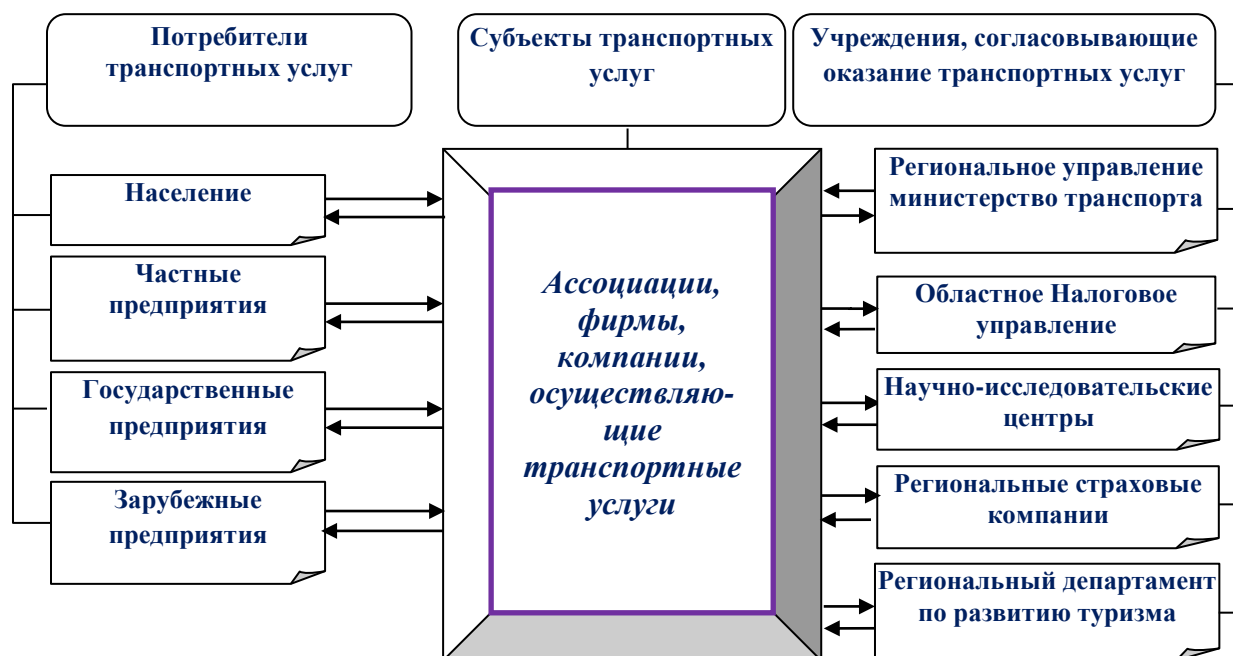 Потребители
транспортных услуг
Субъекты транспортных
услуг
Учреждения, согласовывающие
оказание транспортных услуг
Население
Частные
предприятия
Государственные
предприятия
Зарубежные
предприятия
Ассоциации,
фирмы,
компании,
осуществляю-
щие
транспортные
услуги
Региональное управление
министерство транспорта
Областное Налоговое
управление
Научно-исследовательские
центры
Региональные страховые
компании
Региональный департамент
по развитию туризма